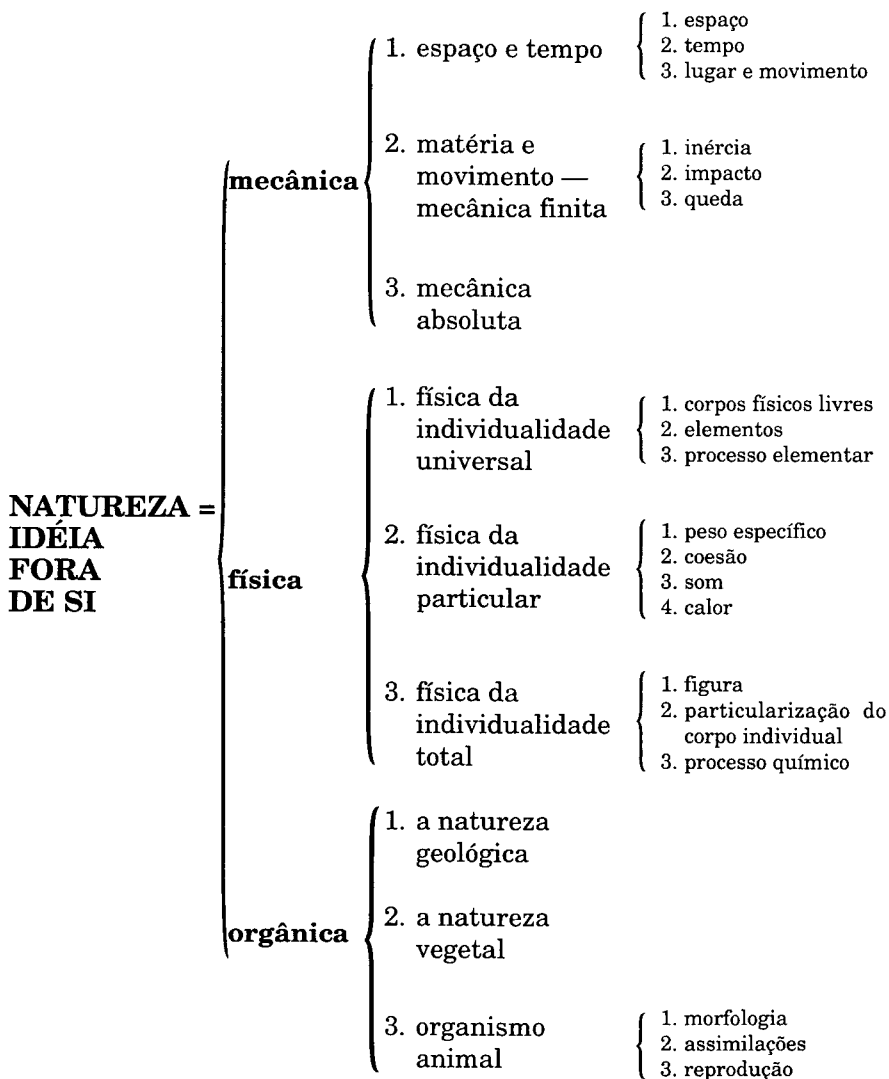 NATUREZA =
IDÉIA
FORA
DE SI
mecânica
1. espaço e tempo
1. espaço
2. tempo
3. lugar e movimento
2. matéria e
movimento —
mecânica finita
1. inércia
2. impacto
3. queda
3. mecânica
absoluta
física
1. física da
individualidade
universal
1. corpos físicos livres
2. elementos
3. processo elementar
2. física da
individualidade
particular
1. peso específico
2. coesão
3. som
4. calor
3. física da
individualidade
total
1. figura
2. particularização do
corpo individual
3. processo químico
orgânica
1. a natureza
geológica
2. a natureza
vegetal
3. organismo
animal
1. morfologia
2. assimilações
3. reprodução